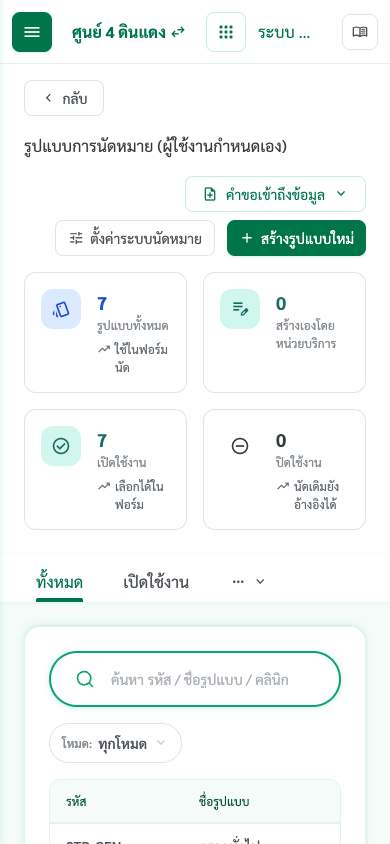 ศูนย์ 4 ดินแดง
ระบบ ...
กลับ
รูปแบบการนัดหมาย (ผู้ใช้งานกำหนดเอง)
คำขอเข้าถึงข้อมูล
ตั้งค่าระบบนัดหมาย
สร้างรูปแบบใหม่
7
รูปแบบทั้งหมด
ใช้ในฟอร์ม
นัด
0
สร้างเองโดย
หน่วยบริการ
7
เปิดใช้งาน
เลือกได้ใน
ฟอร์ม
0
ปิดใช้งาน
นัดเดิมยัง
อ้างอิงได้
ทั้งหมด
เปิดใช้งาน
ค้นหา รหัส / ชื่อรูปแบบ / คลินิก
โหมด: ทุกโหมด
รหัส
ชื่อรูปแบบ